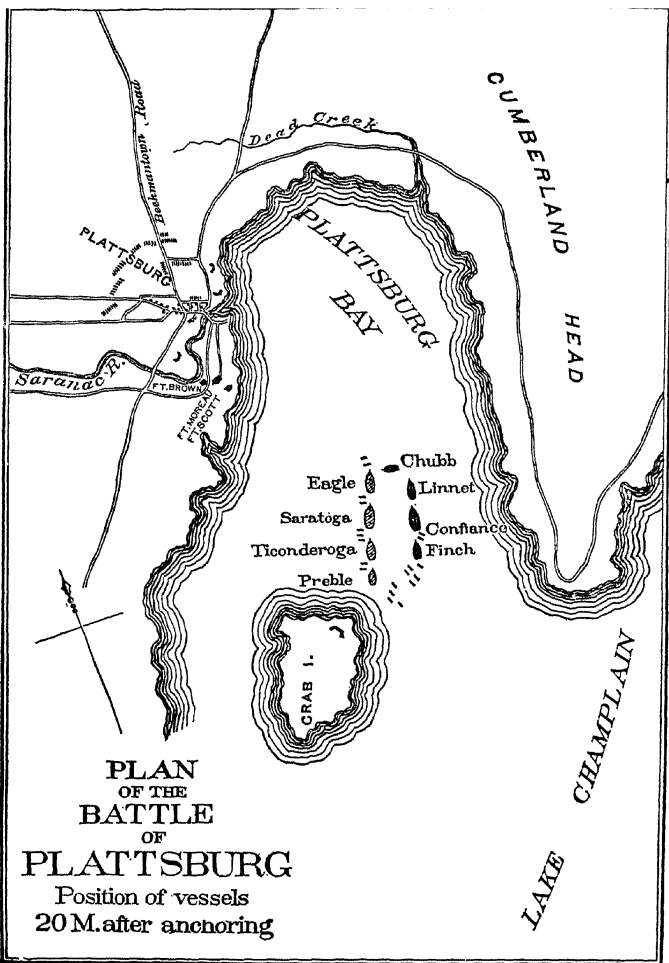 CUMBERLAND
HEAD
Dead Creek
Beekmantown Road
PLATTSBURG
PLATTSBURG
BAY
Saranac R.
FT. BROWN
FT. MOREAU
FT. SCOTT
Chubb
Eagle
Linnet
Saratoga
Confiance
Ticonderoga
Finch
Preble
CRAB I.
LAKE CHAMPLAIN
PLAN
OF THE
BATTLE
OF
PLATTSBURG
Position of vessels
20 M. after anchoring